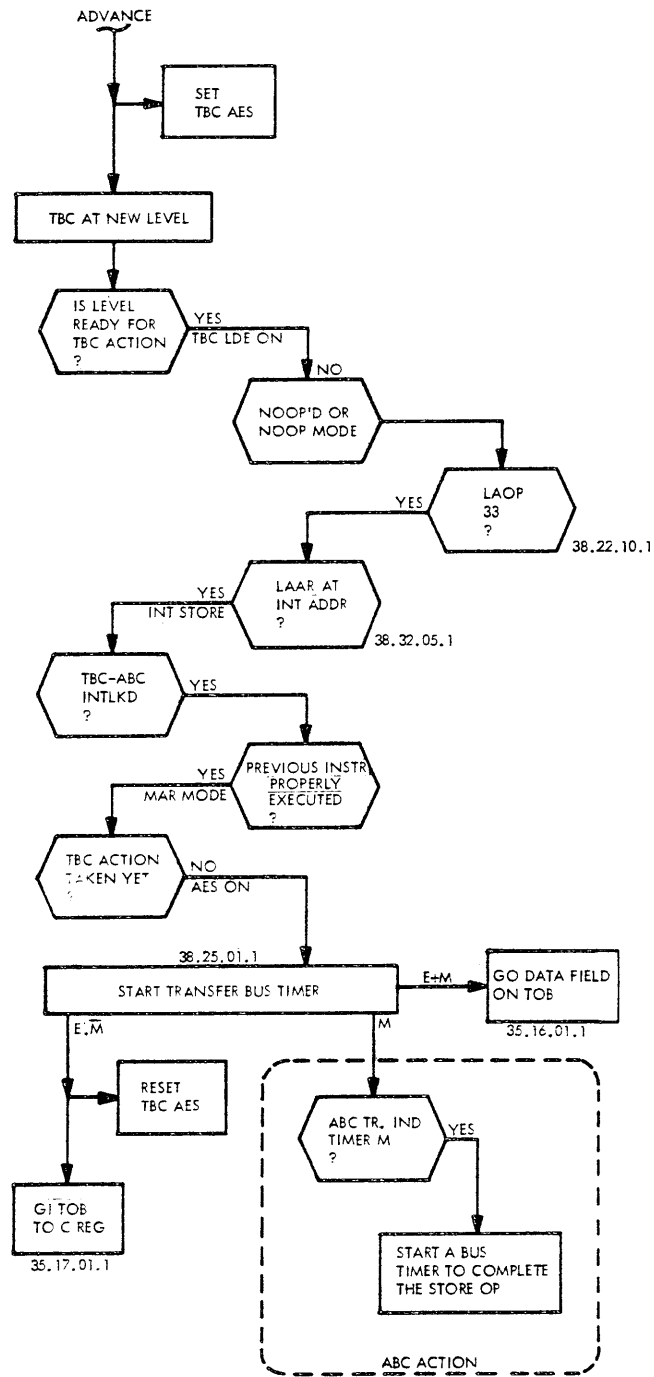 ADVANCE
SET
TBC AES
TBC AT NEW LEVEL
IS LEVEL
READY FOR
TBC ACTION
?
YES
TBC LDE ON
NO
NOOP'D OR
NOOP MODE
LAOP
33
?
YES
38.22.10.1
LAAR AT
INT ADDR
?
YES
INT STORE
38.32.05.1
TBC-ABC
INTLKD
?
YES
PREVIOUS INSTR
PROPERLY
EXECUTED
?
YES
MAR MODE
TBC ACTION
TAKEN YET
?
NO
AES ON
38.25.01.1
START TRANSFER BUS TIMER
E+M
GO DATA FIELD
ON TOB
35.16.01.1
E.M̅
M
RESET
TBC AES
ABC TR. IND
TIMER M
?
YES
GI TOB
TO C REG
35.17.01.1
START A BUS
TIMER TO COMPLETE
THE STORE OP
ABC ACTION